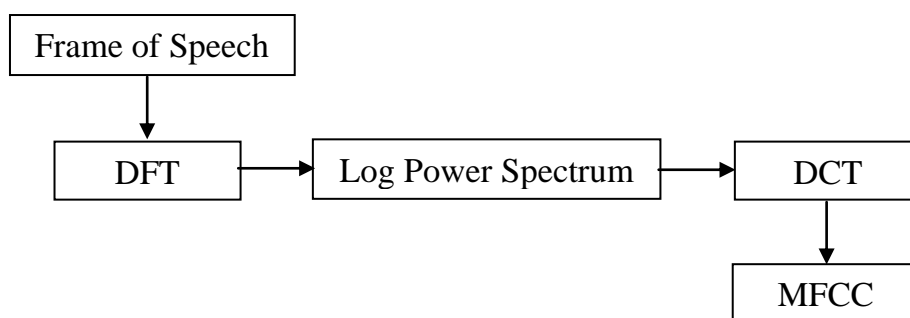 Frame of Speech
DFT
Log Power Spectrum
DCT
MFCC